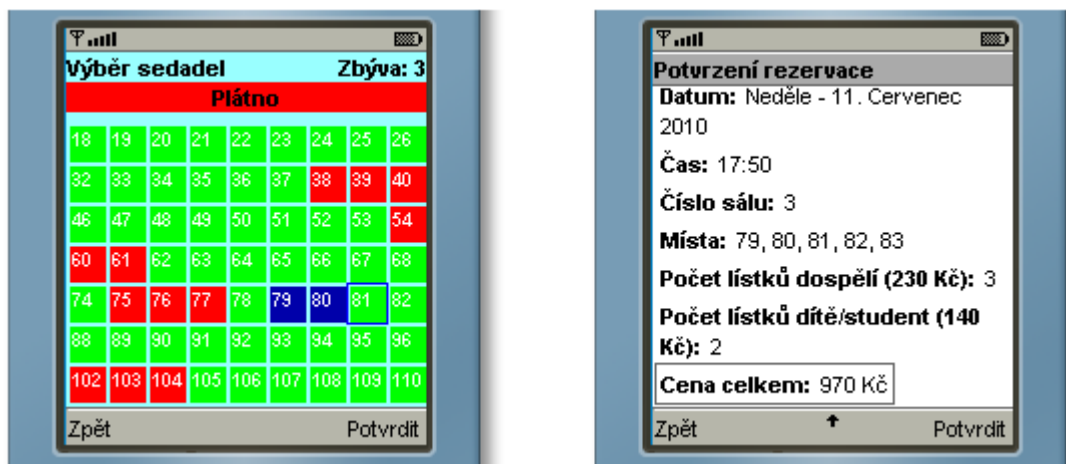 Výběr sedadel Zbýva: 3
Plátno
18 19 20 21 22 23 24 25 26
32 33 34 35 36 37 38 39 40
46 47 48 49 50 51 52 53 54
60 61 62 63 64 65 66 67 68
74 75 76 77 78 79 80 81 82
88 89 90 91 92 93 94 95 96
102 103 104 105 106 107 108 109 110
Zpět Potvrdit
Potvrzení rezervace
Datum: Neděle - 11. Červenec
2010
Čas: 17:50
Číslo sálu: 3
Místa: 79, 80, 81, 82, 83
Počet lístků dospělí (230 Kč): 3
Počet lístků dítě/student (140
Kč): 2
Cena celkem: 970 Kč
Zpět Potvrdit